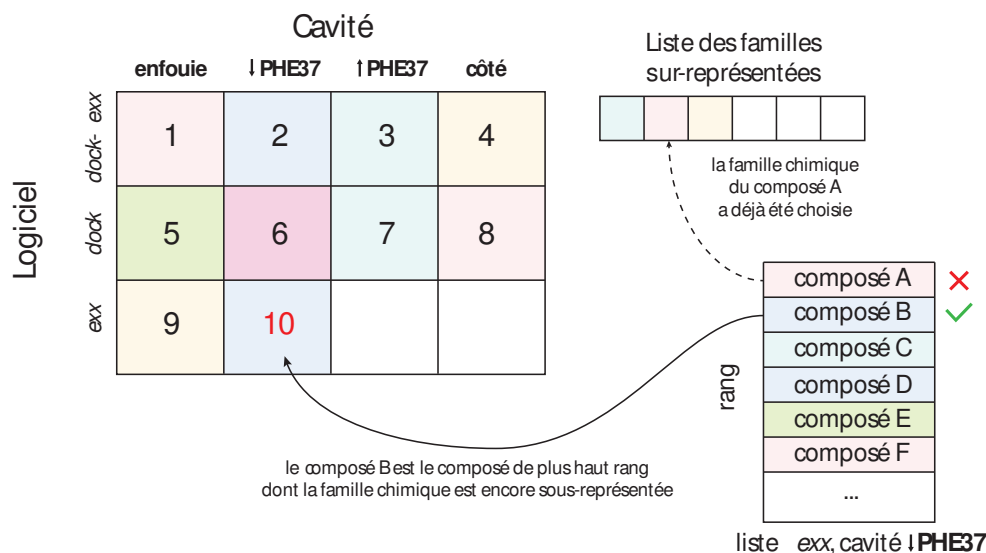 Cavité
enfouie ↓PHE37 ↑PHE37 côté
Logiciel
dock- exx
1 2 3 4
dock
5 6 7 8
exx
9 10
Liste des familles
sur-représentées
la famille chimique
du composé A
a déjà été choisie
composé A
composé B
composé C
composé D
composé E
composé F
...
rang
le composé B est le composé de plus haut rang
dont la famille chimique est encore sous-représentée
liste exx, cavité ↓PHE37